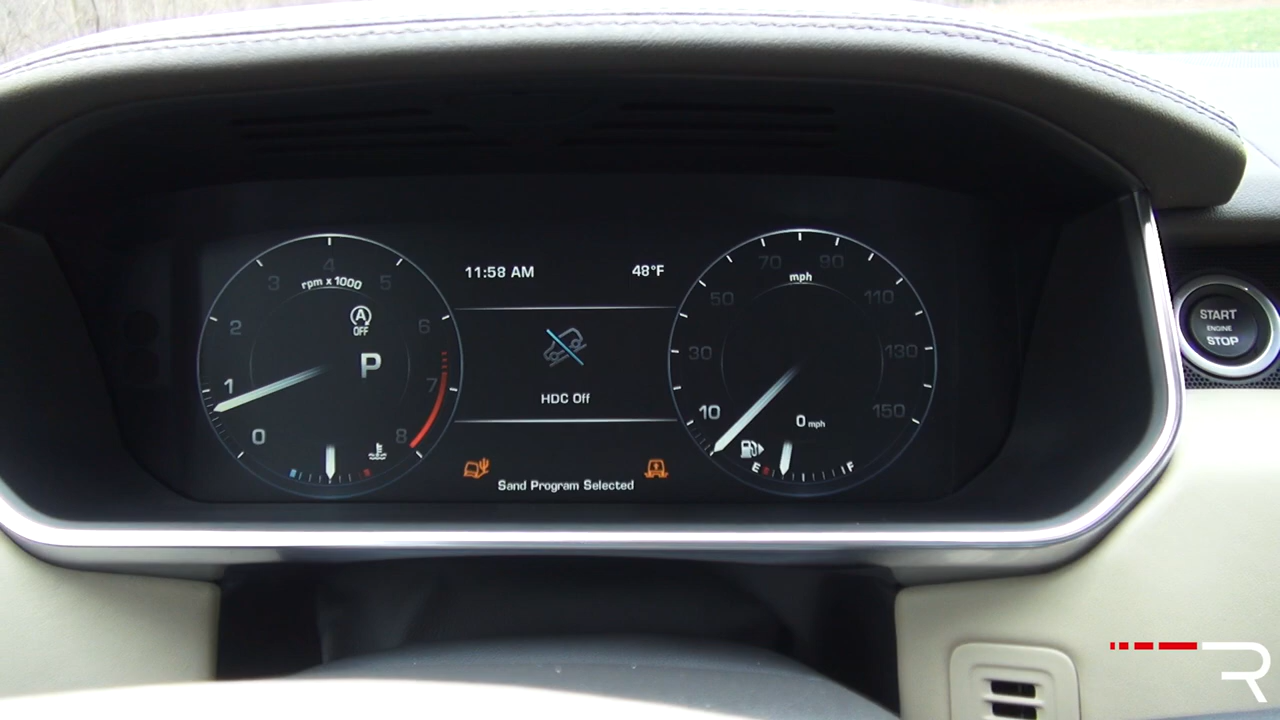 11:58 AM
48°F
4
3
5
rpm x 1000
A
OFF
2
6
P
1
7
0
8
HDC Off
Sand Program Selected
70
90
mph
50
110
30
130
10
150
0 mph
E
F
START
ENGINE
STOP
R